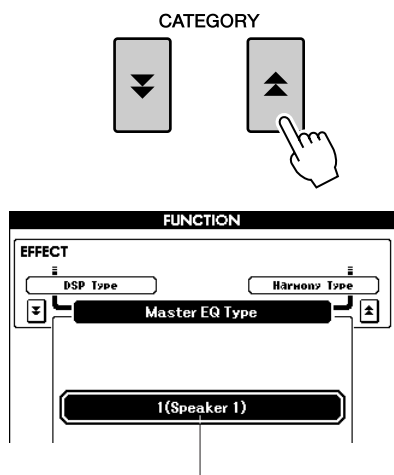 CATEGORY
FUNCTION
EFFECT
DSP Type
Harmony Type
Master EQ Type
1(Speaker 1)